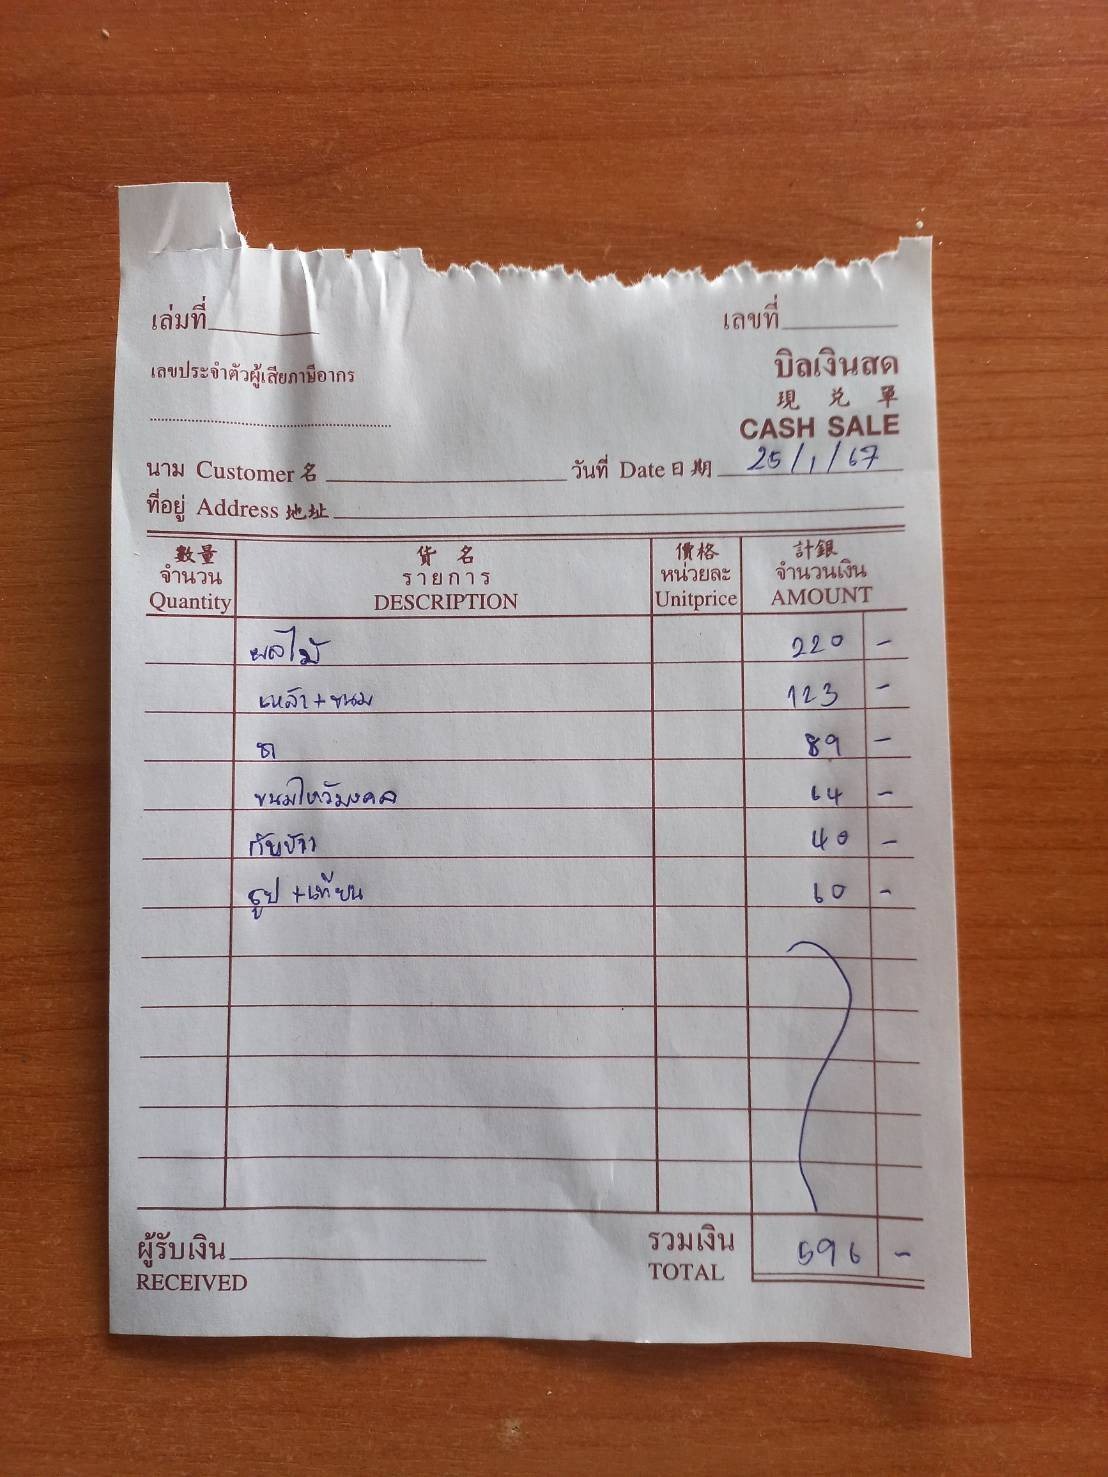 เล่มที่ เลขที่
บิลเงินสด
เลขประจำตัวผู้เสียภาษีอากร
現兌單
CASH SALE
นาม Customer 名 วันที่ Date 日期 25/1/67
ที่อยู่ Address 地址
數量 貨名 價格 計銀
จำนวน รายการ หน่วยละ จำนวนเงิน
Quantity DESCRIPTION Unitprice AMOUNT
ผลไม้ 220 -
เหล้า+ขนม 123 -
89 -
ขนมไหว้มงคล 64 -
กับข้าว 40 -
ธูป+เทียน 60 -
ผู้รับเงิน รวมเงิน 596 -
RECEIVED TOTAL